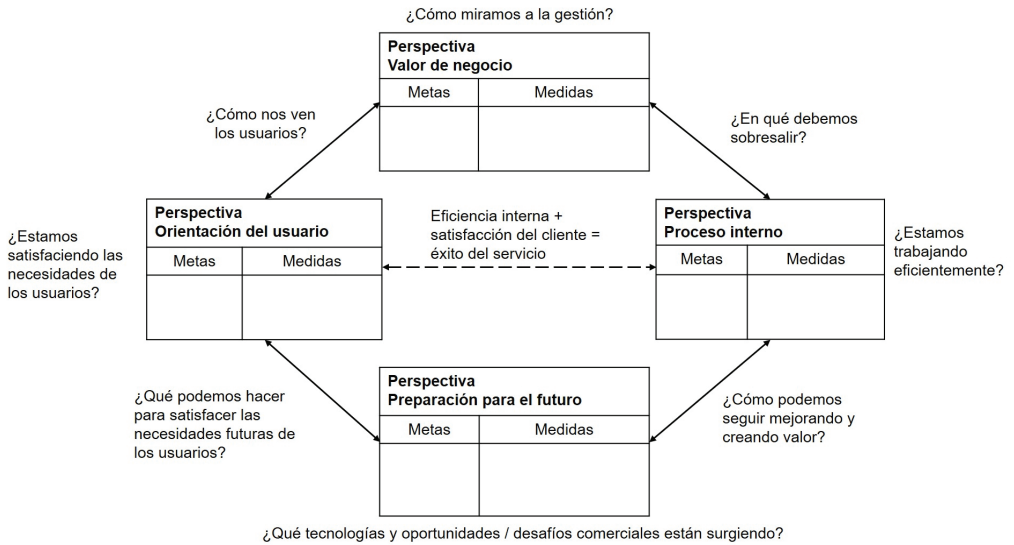 ¿Cómo miramos a la gestión?
Perspectiva
Valor de negocio
Metas
Medidas
¿Cómo nos ven
los usuarios?
¿En qué debemos
sobresalir?
¿Estamos
satisfaciendo las
necesidades de
los usuarios?
Perspectiva
Orientación del usuario
Metas
Medidas
Eficiencia interna +
satisfacción del cliente =
éxito del servicio
Perspectiva
Proceso interno
Metas
Medidas
¿Estamos
trabajando
eficientemente?
¿Qué podemos hacer
para satisfacer las
necesidades futuras de
los usuarios?
Perspectiva
Preparación para el futuro
Metas
Medidas
¿Cómo podemos
seguir mejorando y
creando valor?
¿Qué tecnologías y oportunidades / desafíos comerciales están surgiendo?